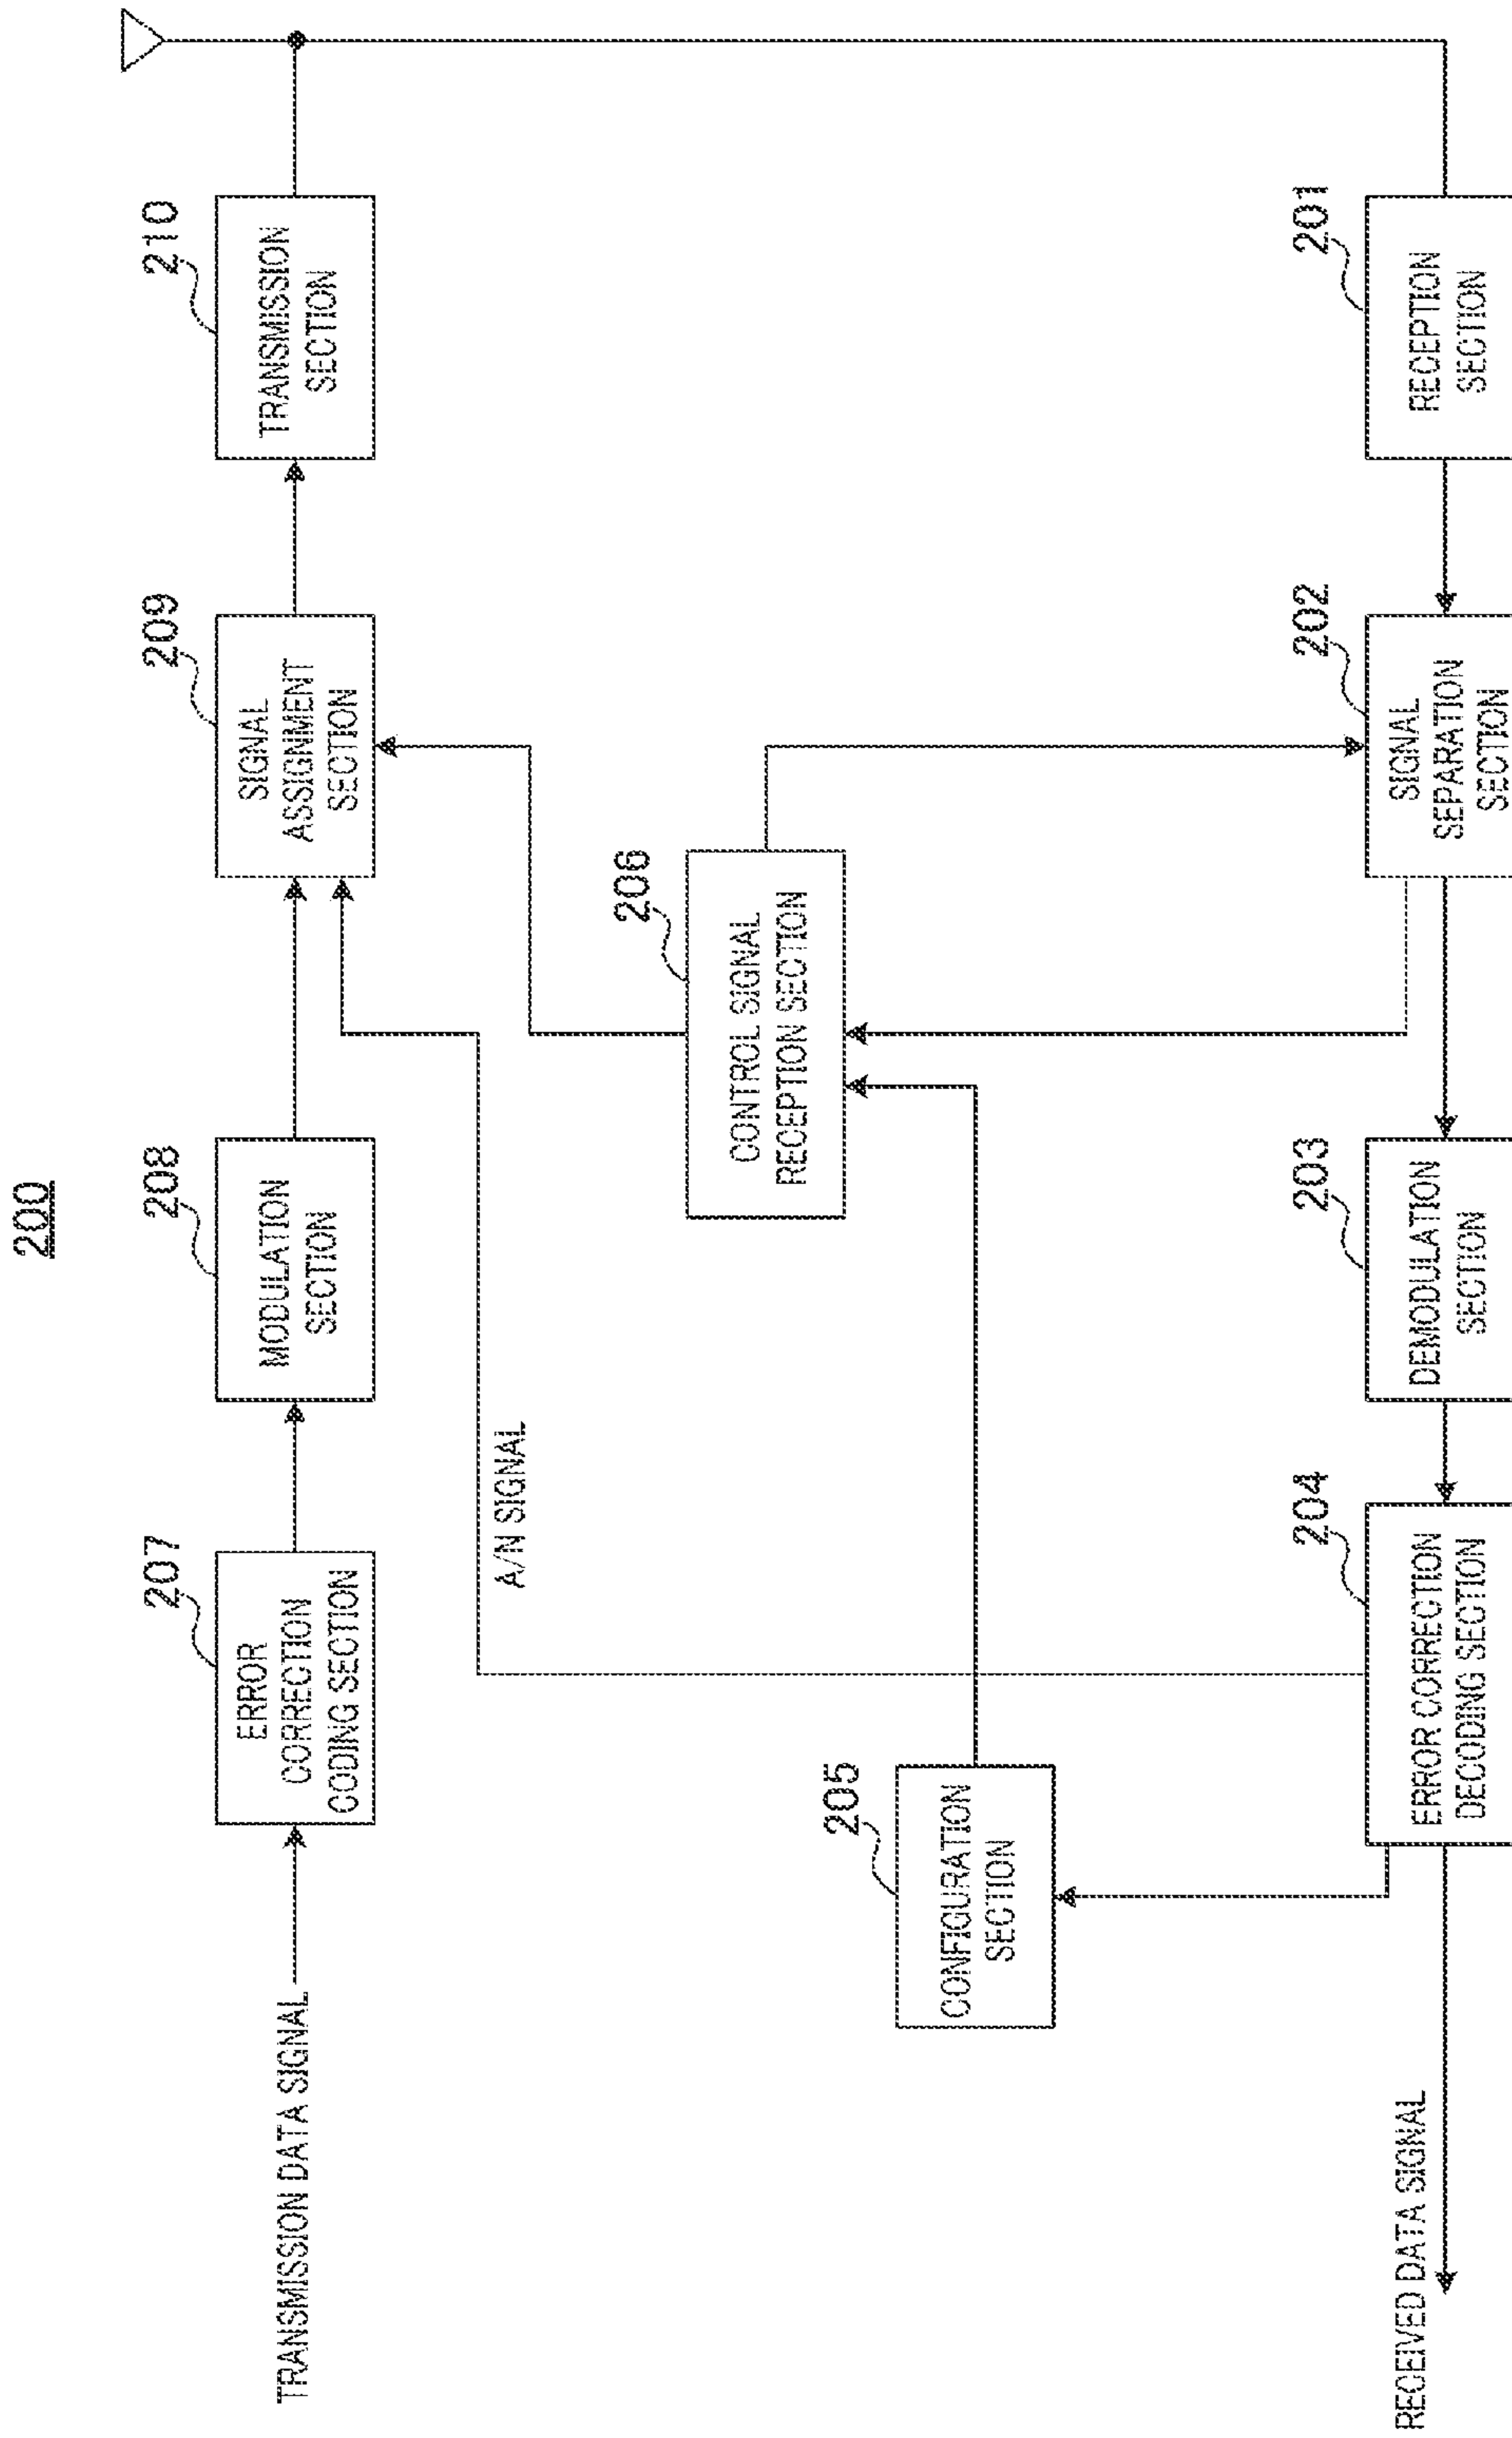 200
207
ERROR
CORRECTION
CODING SECTION
208
MODULATION
SECTION
209
SIGNAL
ASSIGNMENT
SECTION
210
TRANSMISSION
SECTION
TRANSMISSION DATA SIGNAL
A/N SIGNAL
206
CONTROL SIGNAL
RECEPTION SECTION
205
CONFIGURATION
SECTION
204
ERROR CORRECTION
DECODING SECTION
203
DEMODULATION
SECTION
202
SIGNAL
SEPARATION
SECTION
201
RECEPTION
SECTION
RECEIVED DATA SIGNAL